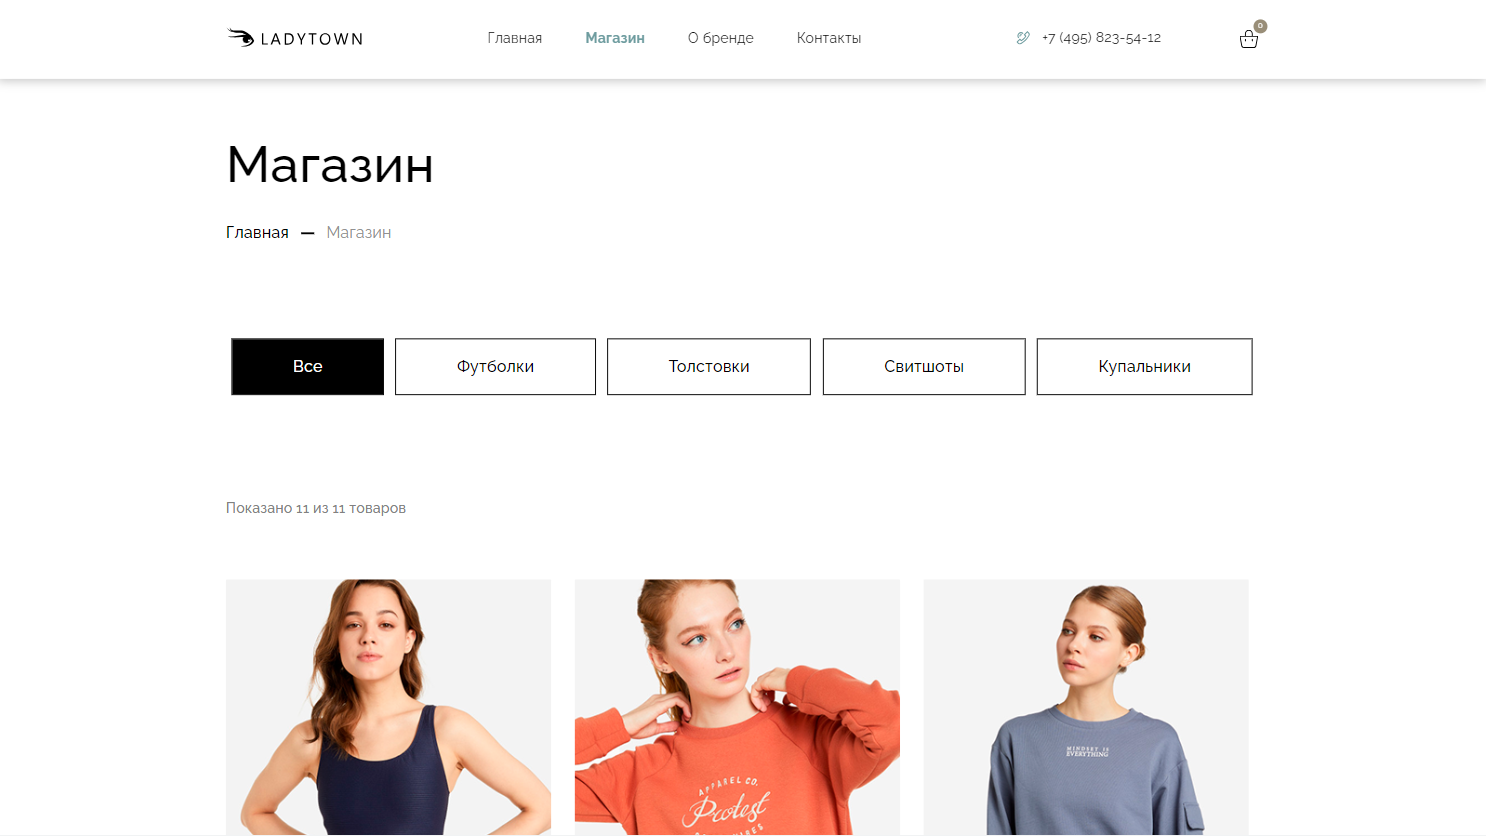 LADYTOWN
Главная Магазин О бренде Контакты
+7 (495) 823-54-12
0
Магазин
Главная — Магазин
Все Футболки Толстовки Свитшоты Купальники
Показано 11 из 11 товаров
APPAREL CO.
Protest
MINDSET IS
EVERYTHING